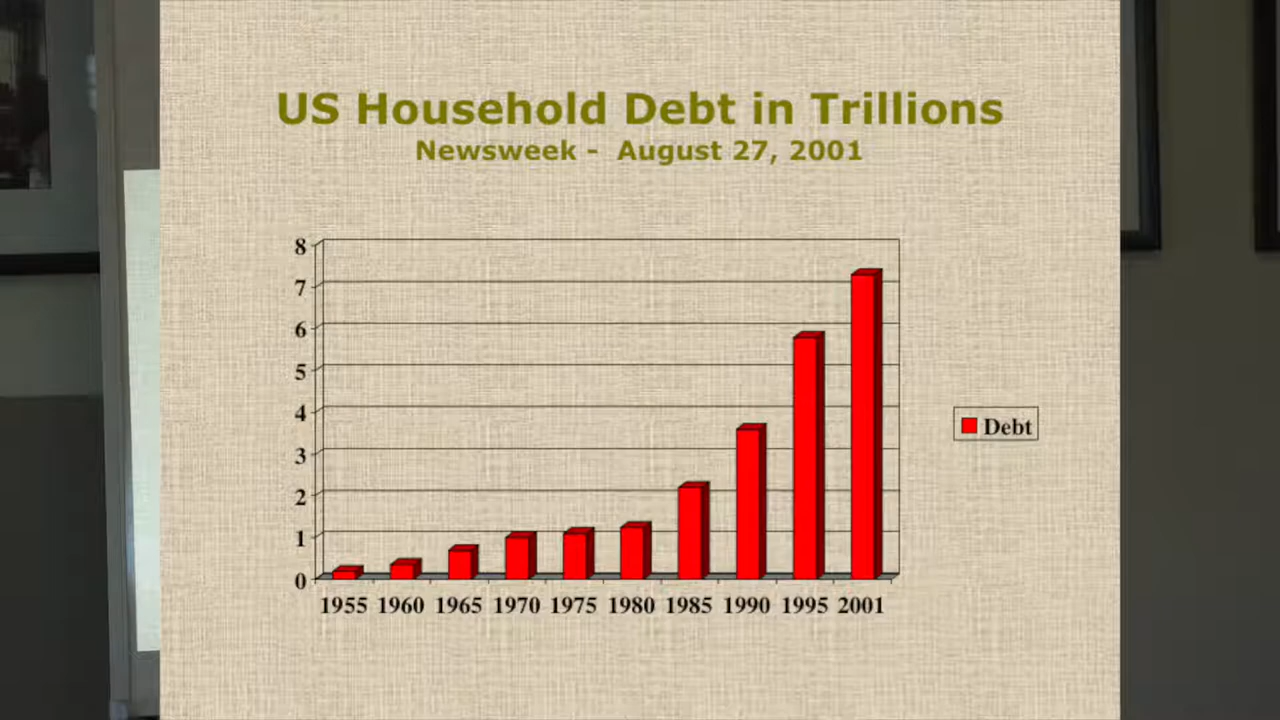 US Household Debt in Trillions
Newsweek - August 27, 2001
8
7
6
5
4
3
2
1
0
1955 1960 1965 1970 1975 1980 1985 1990 1995 2001
Debt